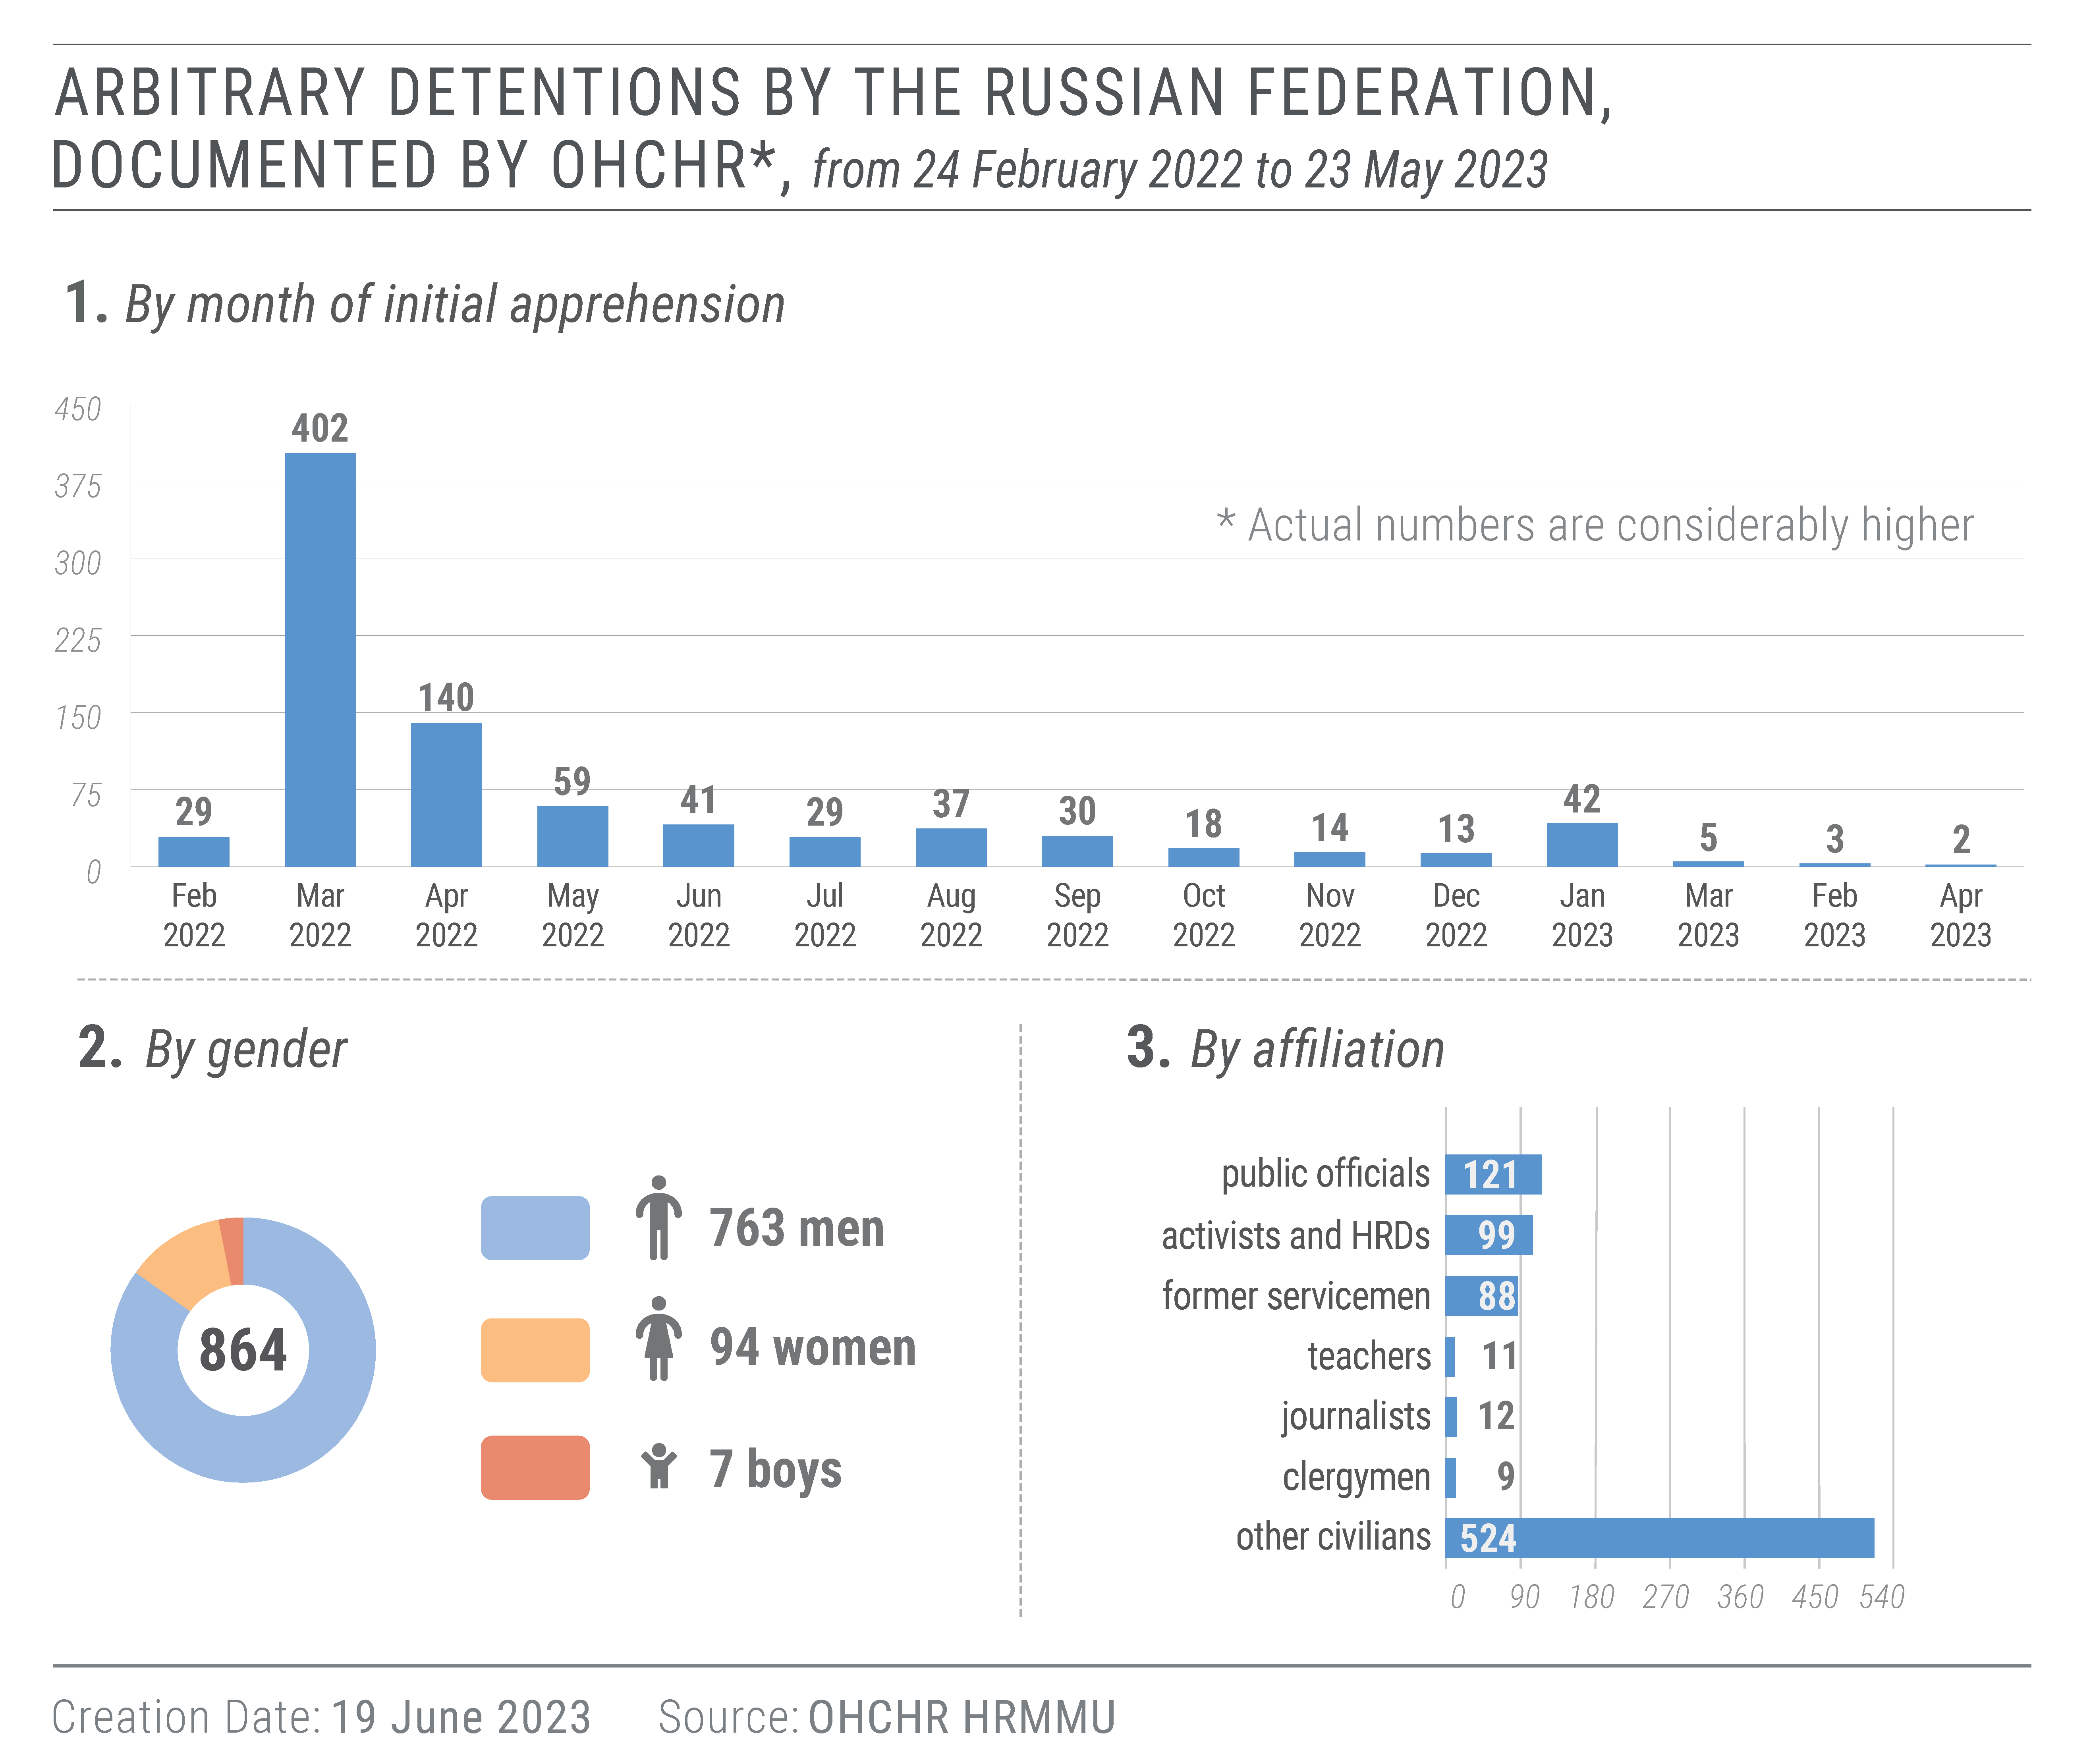 ARBITRARY DETENTIONS BY THE RUSSIAN FEDERATION,
DOCUMENTED BY OHCHR*, from 24 February 2022 to 23 May 2023
1. By month of initial apprehension
450
375
300
225
150
75
0
* Actual numbers are considerably higher
29
402
140
59
41
29
37
30
18
14
13
42
5
3
2
Feb 2022
Mar 2022
Apr 2022
May 2022
Jun 2022
Jul 2022
Aug 2022
Sep 2022
Oct 2022
Nov 2022
Dec 2022
Jan 2023
Mar 2023
Feb 2023
Apr 2023
2. By gender
864
763 men
94 women
7 boys
3. By affiliation
public officials 121
activists and HRDs 99
former servicemen 88
teachers 11
journalists 12
clergymen 9
other civilians 524
0 90 180 270 360 450 540
Creation Date: 19 June 2023 Source: OHCHR HRMMU